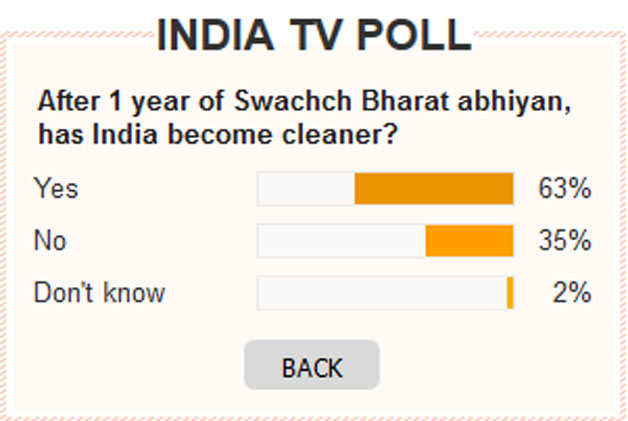 INDIA TV POLL
After 1 year of Swachch Bharat abhiyan,
has India become cleaner?
Yes 63%
No 35%
Don't know 2%
BACK